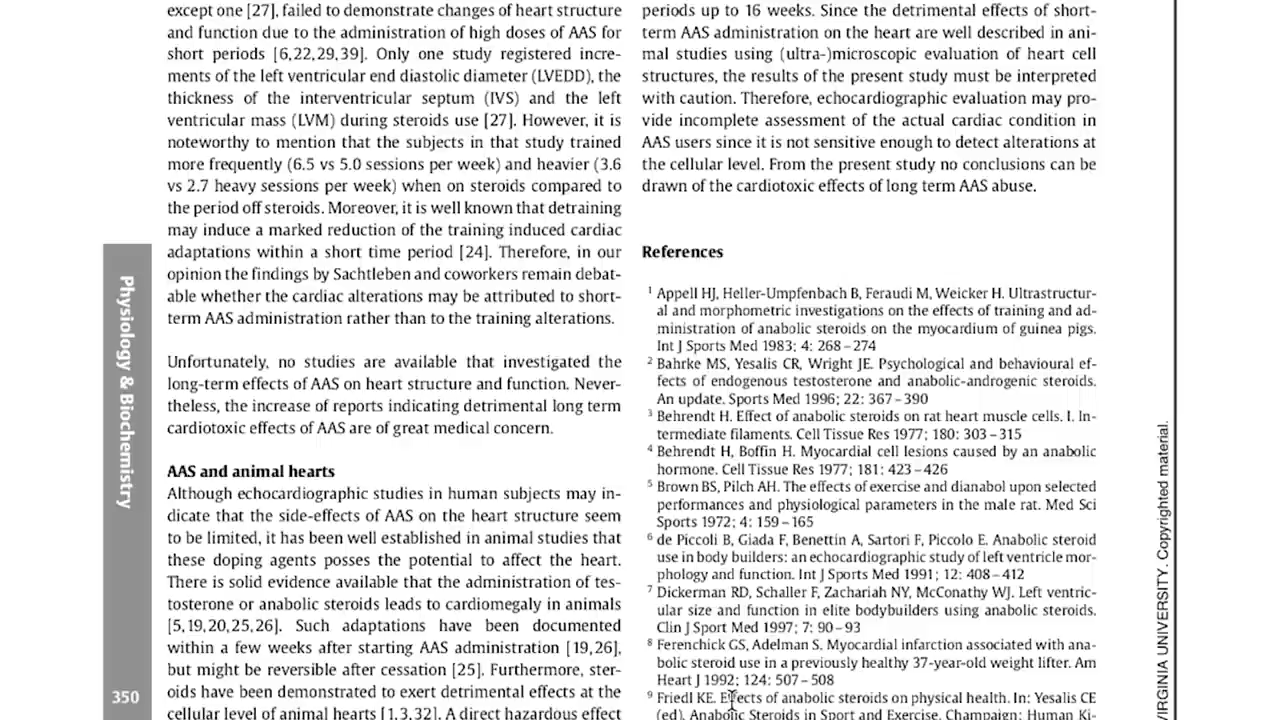 except one [27], failed to demonstrate changes of heart structure
and function due to the administration of high doses of AAS for
short periods [6,22,29,39]. Only one study registered incre-
ments of the left ventricular end diastolic diameter (LVEDD), the
thickness of the interventricular septum (IVS) and the left
ventricular mass (LVM) during steroids use [27]. However, it is
noteworthy to mention that the subjects in that study trained
more frequently (6.5 vs 5.0 sessions per week) and heavier (3.6
vs 2.7 heavy sessions per week) when on steroids compared to
the period off steroids. Moreover, it is well known that detraining
may induce a marked reduction of the training induced cardiac
adaptations within a short time period [24]. Therefore, in our
opinion the findings by Sachtleben and coworkers remain debat-
able whether the cardiac alterations may be attributed to short-
term AAS administration rather than to the training alterations.
Unfortunately, no studies are available that investigated the
long-term effects of AAS on heart structure and function. Never-
theless, the increase of reports indicating detrimental long term
cardiotoxic effects of AAS are of great medical concern.
AAS and animal hearts
Although echocardiographic studies in human subjects may in-
dicate that the side-effects of AAS on the heart structure seem
to be limited, it has been well established in animal studies that
these doping agents posses the potential to affect the heart.
There is solid evidence available that the administration of tes-
tosterone or anabolic steroids leads to cardiomegaly in animals
[5,19,20,25,26]. Such adaptations have been documented
within a few weeks after starting AAS administration [19,26],
but might be reversible after cessation [25]. Furthermore, ster-
oids have been demonstrated to exert detrimental effects at the
cellular level of animal hearts [1,3,32]. A direct hazardous effect
periods up to 16 weeks. Since the detrimental effects of short-
term AAS administration on the heart are well described in ani-
mal studies using (ultra-)microscopic evaluation of heart cell
structures, the results of the present study must be interpreted
with caution. Therefore, echocardiographic evaluation may pro-
vide incomplete assessment of the actual cardiac condition in
AAS users since it is not sensitive enough to detect alterations at
the cellular level. From the present study no conclusions can be
drawn of the cardiotoxic effects of long term AAS abuse.
References
1 Appell HJ, Heller-Umpfenbach B, Feraudi M, Weicker H. Ultrastructur-
al and morphometric investigations on the effects of training and ad-
ministration of anabolic steroids on the myocardium of guinea pigs.
Int J Sports Med 1983; 4: 268–274
2 Bahrke MS, Yesalis CR, Wright JE. Psychological and behavioural ef-
fects of endogenous testosterone and anabolic-androgenic steroids.
An update. Sports Med 1996; 22: 367–390
3 Behrendt H. Effect of anabolic steroids on rat heart muscle cells. I. In-
termediate filaments. Cell Tissue Res 1977; 180: 303–315
4 Behrendt H, Boffin H. Myocardial cell lesions caused by an anabolic
hormone. Cell Tissue Res 1977; 181: 423–426
5 Brown BS, Pilch AH. The effects of exercise and dianabol upon selected
performances and physiological parameters in the male rat. Med Sci
Sports 1972; 4: 159–165
6 de Piccoli B, Giada F, Benettin A, Sartori F, Piccolo E. Anabolic steroid
use in body builders: an echocardiographic study of left ventricle mor-
phology and function. Int J Sports Med 1991; 12: 408–412
7 Dickerman RD, Schaller F, Zachariah NY, McConathy WJ. Left ventric-
ular size and function in elite bodybuilders using anabolic steroids.
Clin J Sport Med 1997; 7: 90–93
8 Ferenchick GS, Adelman S. Myocardial infarction associated with ana-
bolic steroid use in a previously healthy 37-year-old weight lifter. Am
Heart J 1992; 124: 507–508
9 Friedl KE. Effects of anabolic steroids on physical health. In: Yesalis CE
(ed). Anabolic Steroids in Sport and Exercise. Champaign: Human Ki-
Physiology & Biochemistry
350
VIRGINIA UNIVERSITY. Copyrighted material.